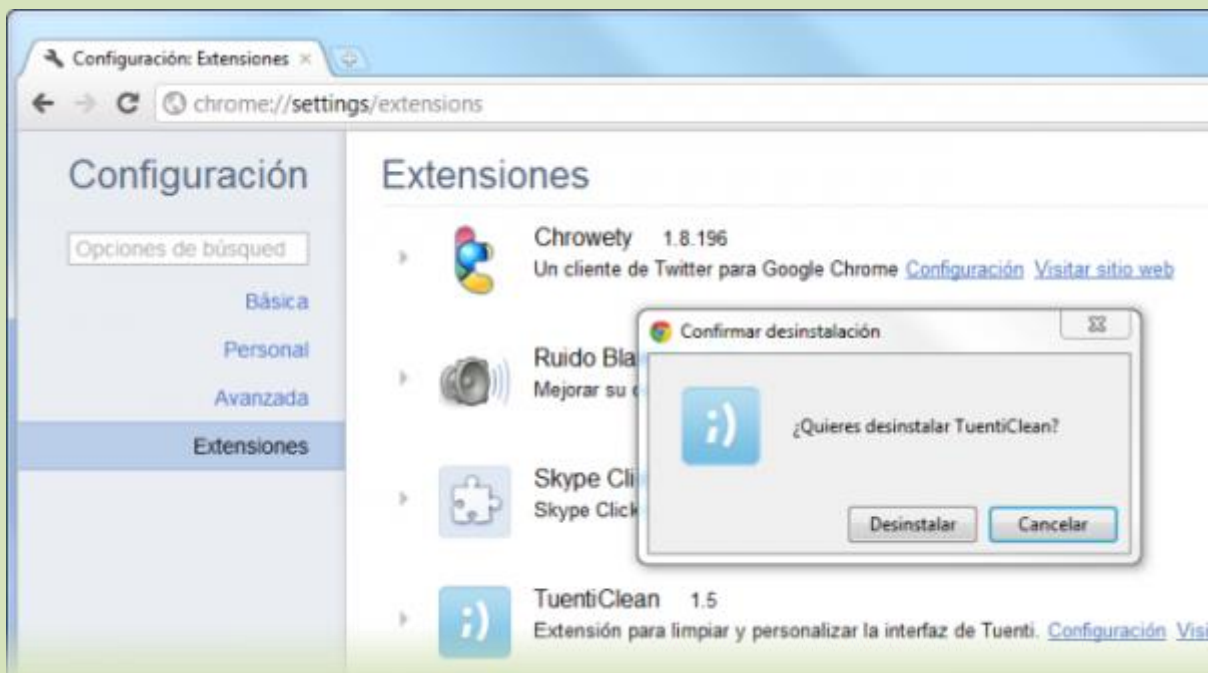 Configuración: Extensiones
chrome://settings/extensions
Configuración
Opciones de búsqued
Básica
Personal
Avanzada
Extensiones
Extensiones
Chrowety 1.8.196
Un cliente de Twitter para Google Chrome Configuración Visitar sitio web
Ruido Bla
Mejorar su
Skype Cli
Skype Click
TuentiClean 1.5
Extensión para limpiar y personalizar la interfaz de Tuenti. Configuración Visi
Confirmar desinstalación
;)
¿Quieres desinstalar TuentiClean?
Desinstalar
Cancelar
;)